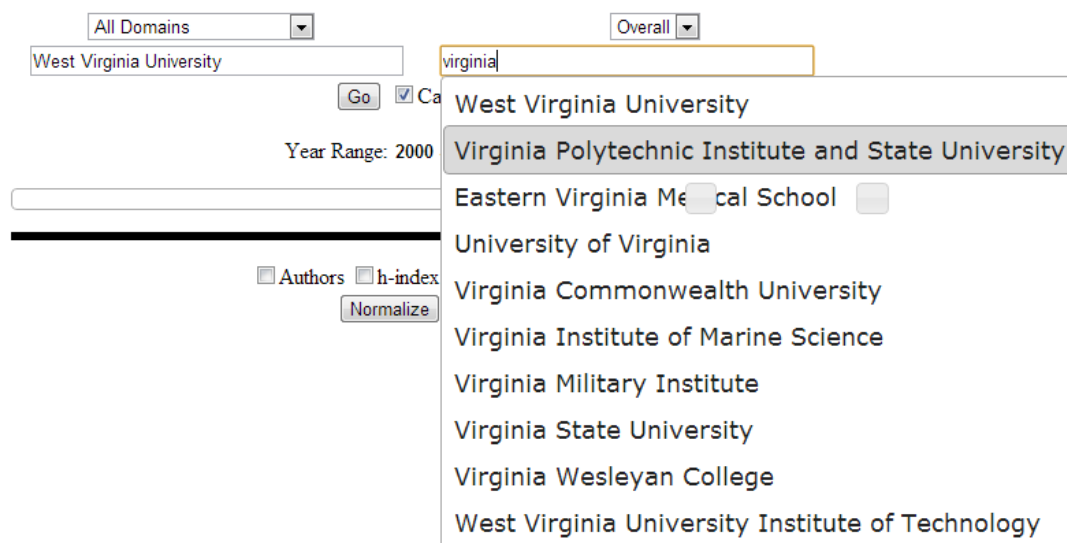 All Domains Overall
West Virginia University virginia
Go Ca
West Virginia University
Year Range: 2000
Virginia Polytechnic Institute and State University
Eastern Virginia Me cal School
University of Virginia
Authors h-index
Virginia Commonwealth University
Normalize
Virginia Institute of Marine Science
Virginia Military Institute
Virginia State University
Virginia Wesleyan College
West Virginia University Institute of Technology